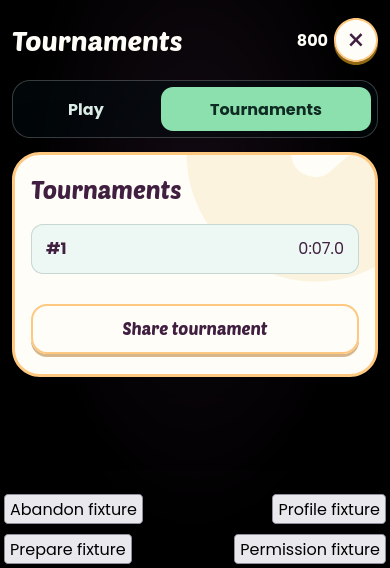 Tournaments
800 ×
Play
Tournaments
Tournaments
#1 0:07.0
Share tournament
Abandon fixture
Profile fixture
Prepare fixture
Permission fixture